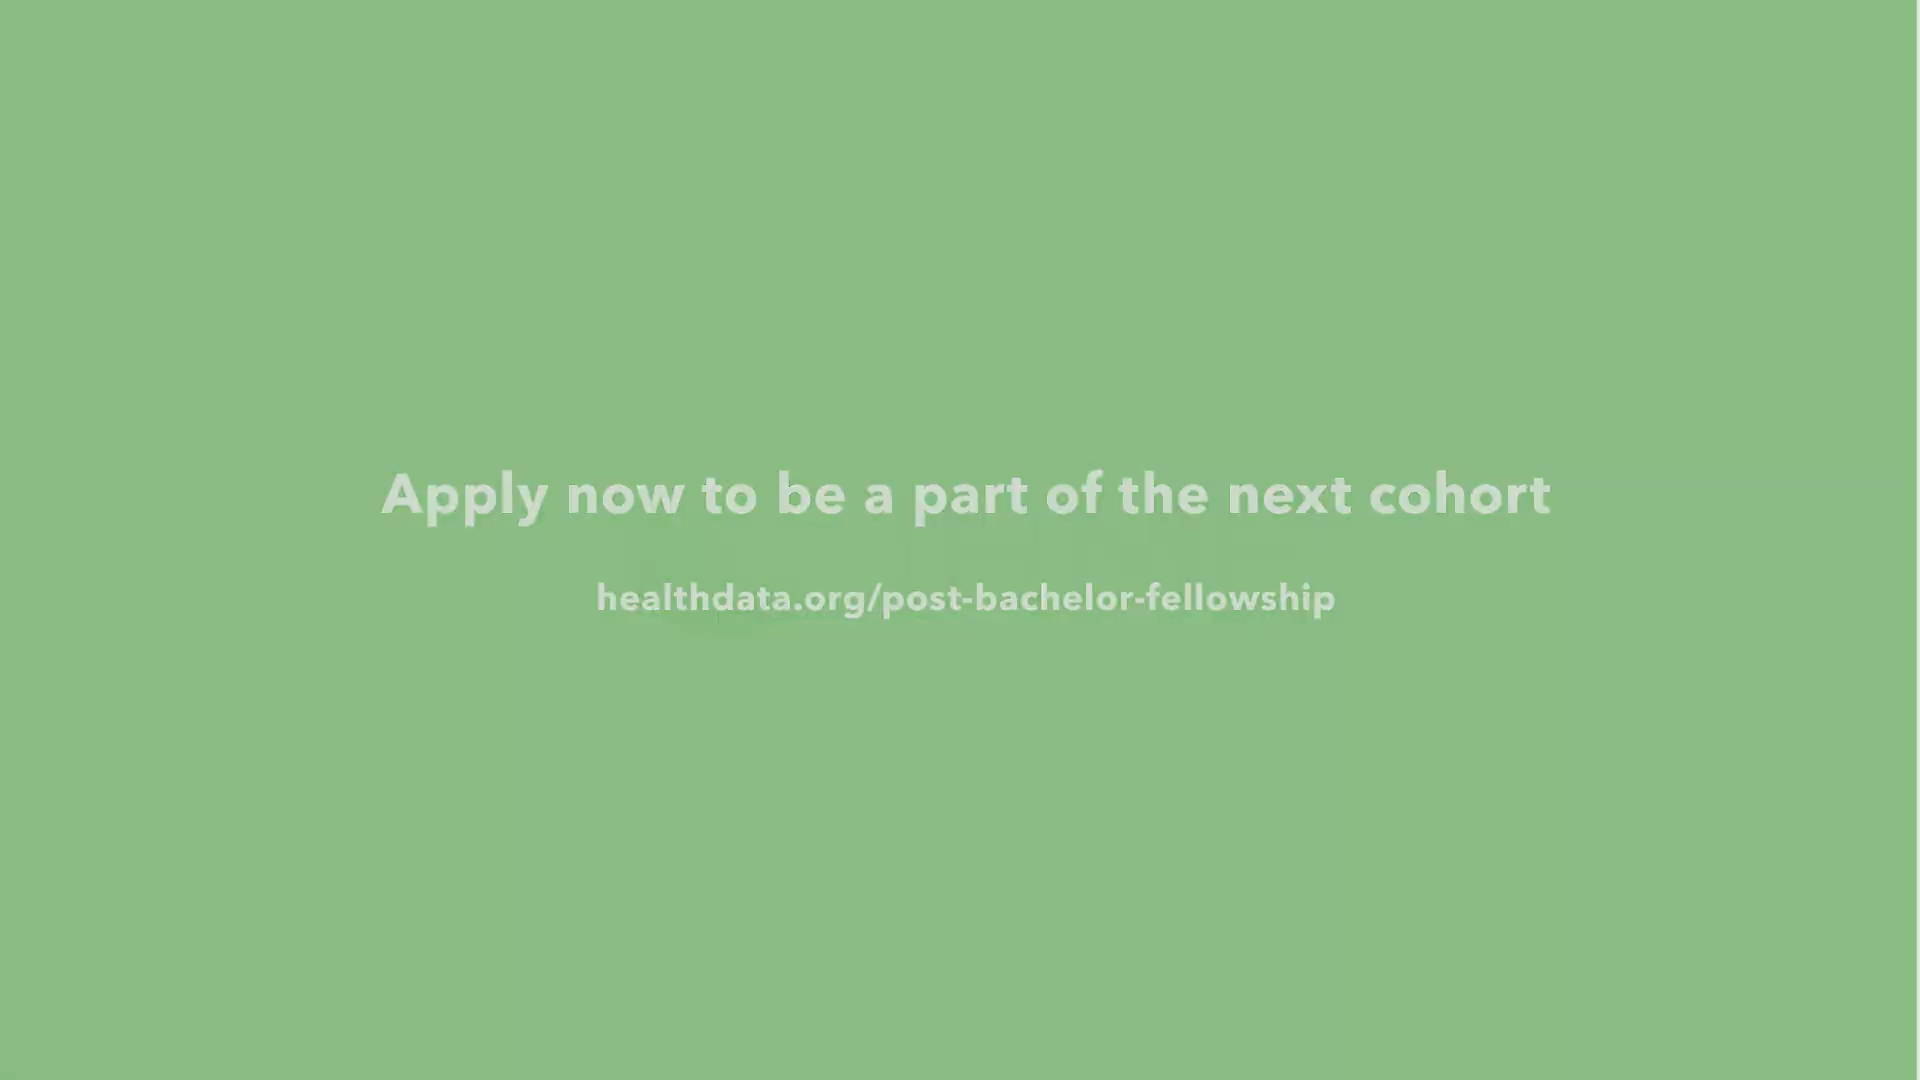 Apply now to be a part of the next cohort
healthdata.org/post-bachelor-fellowship